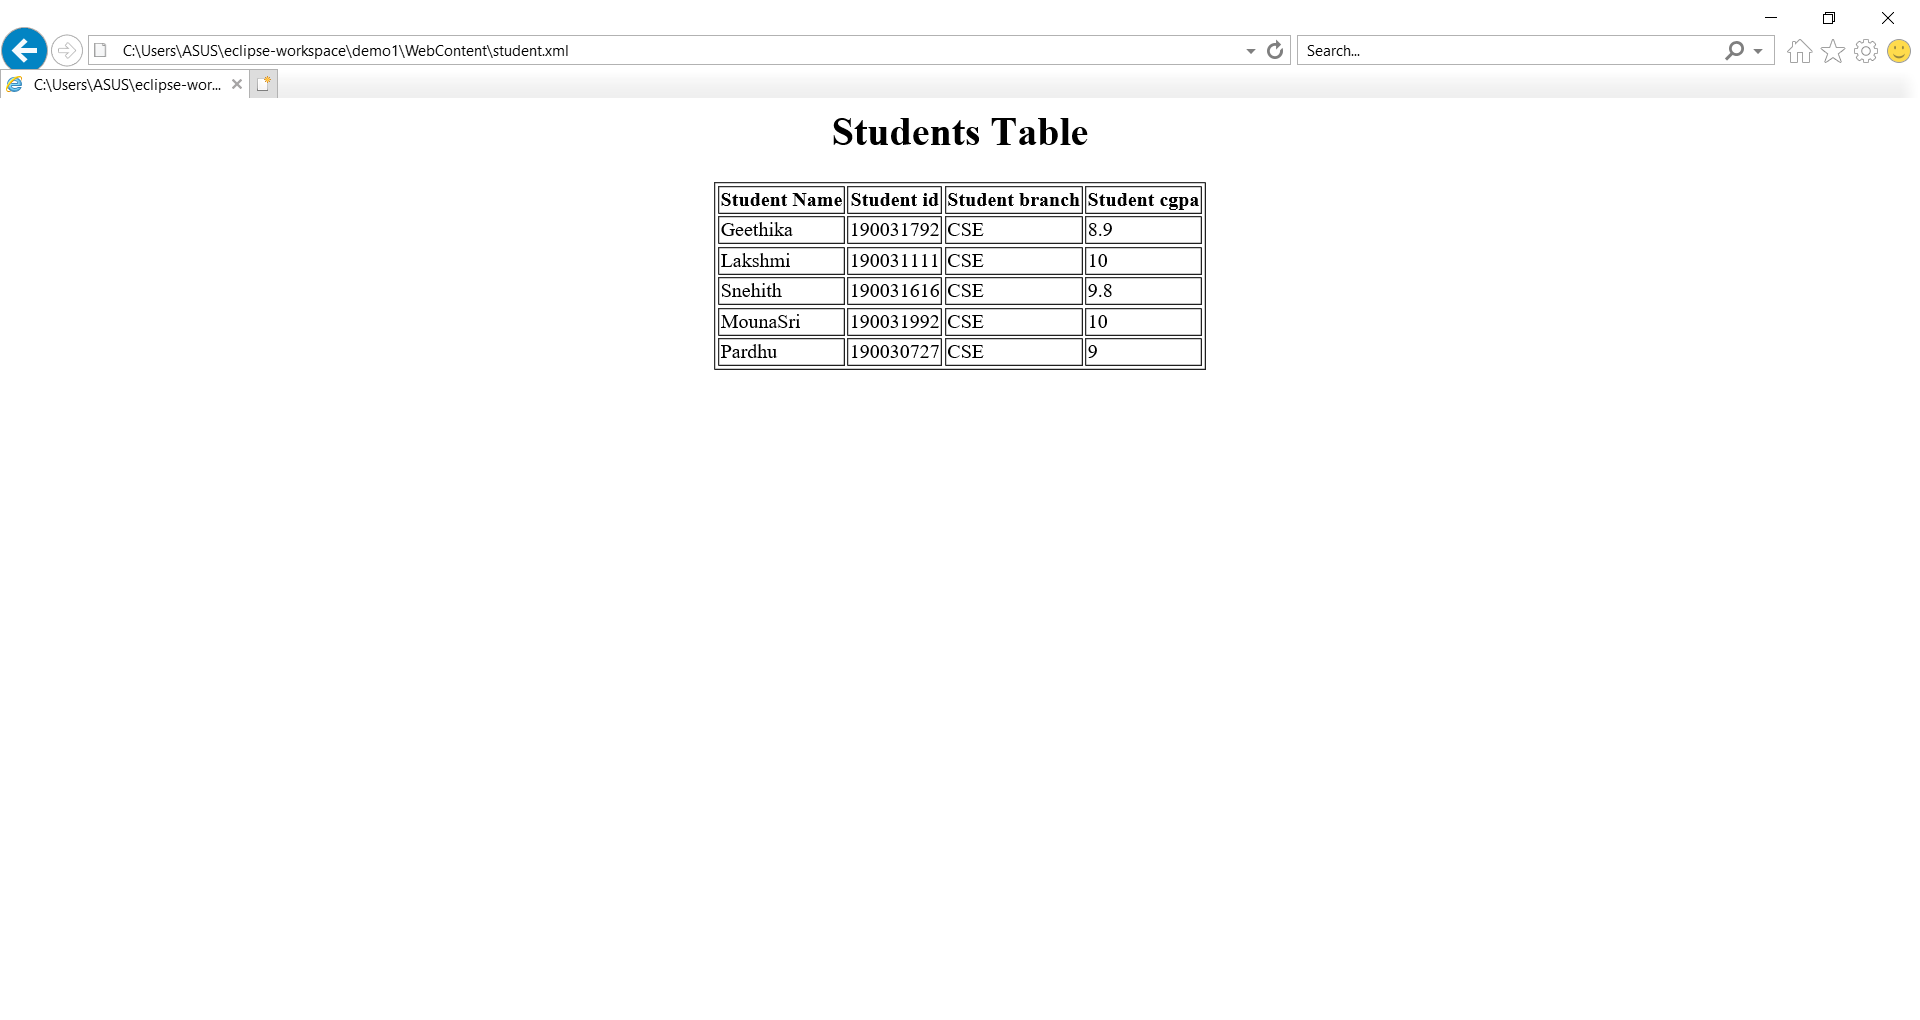 C:\Users\ASUS\eclipse-workspace\demo1\WebContent\student.xml Search...
C:\Users\ASUS\eclipse-wor...
Students Table
Student Name Student id Student branch Student cgpa
Geethika 190031792 CSE 8.9
Lakshmi 190031111 CSE 10
Snehith 190031616 CSE 9.8
MounaSri 190031992 CSE 10
Pardhu 190030727 CSE 9